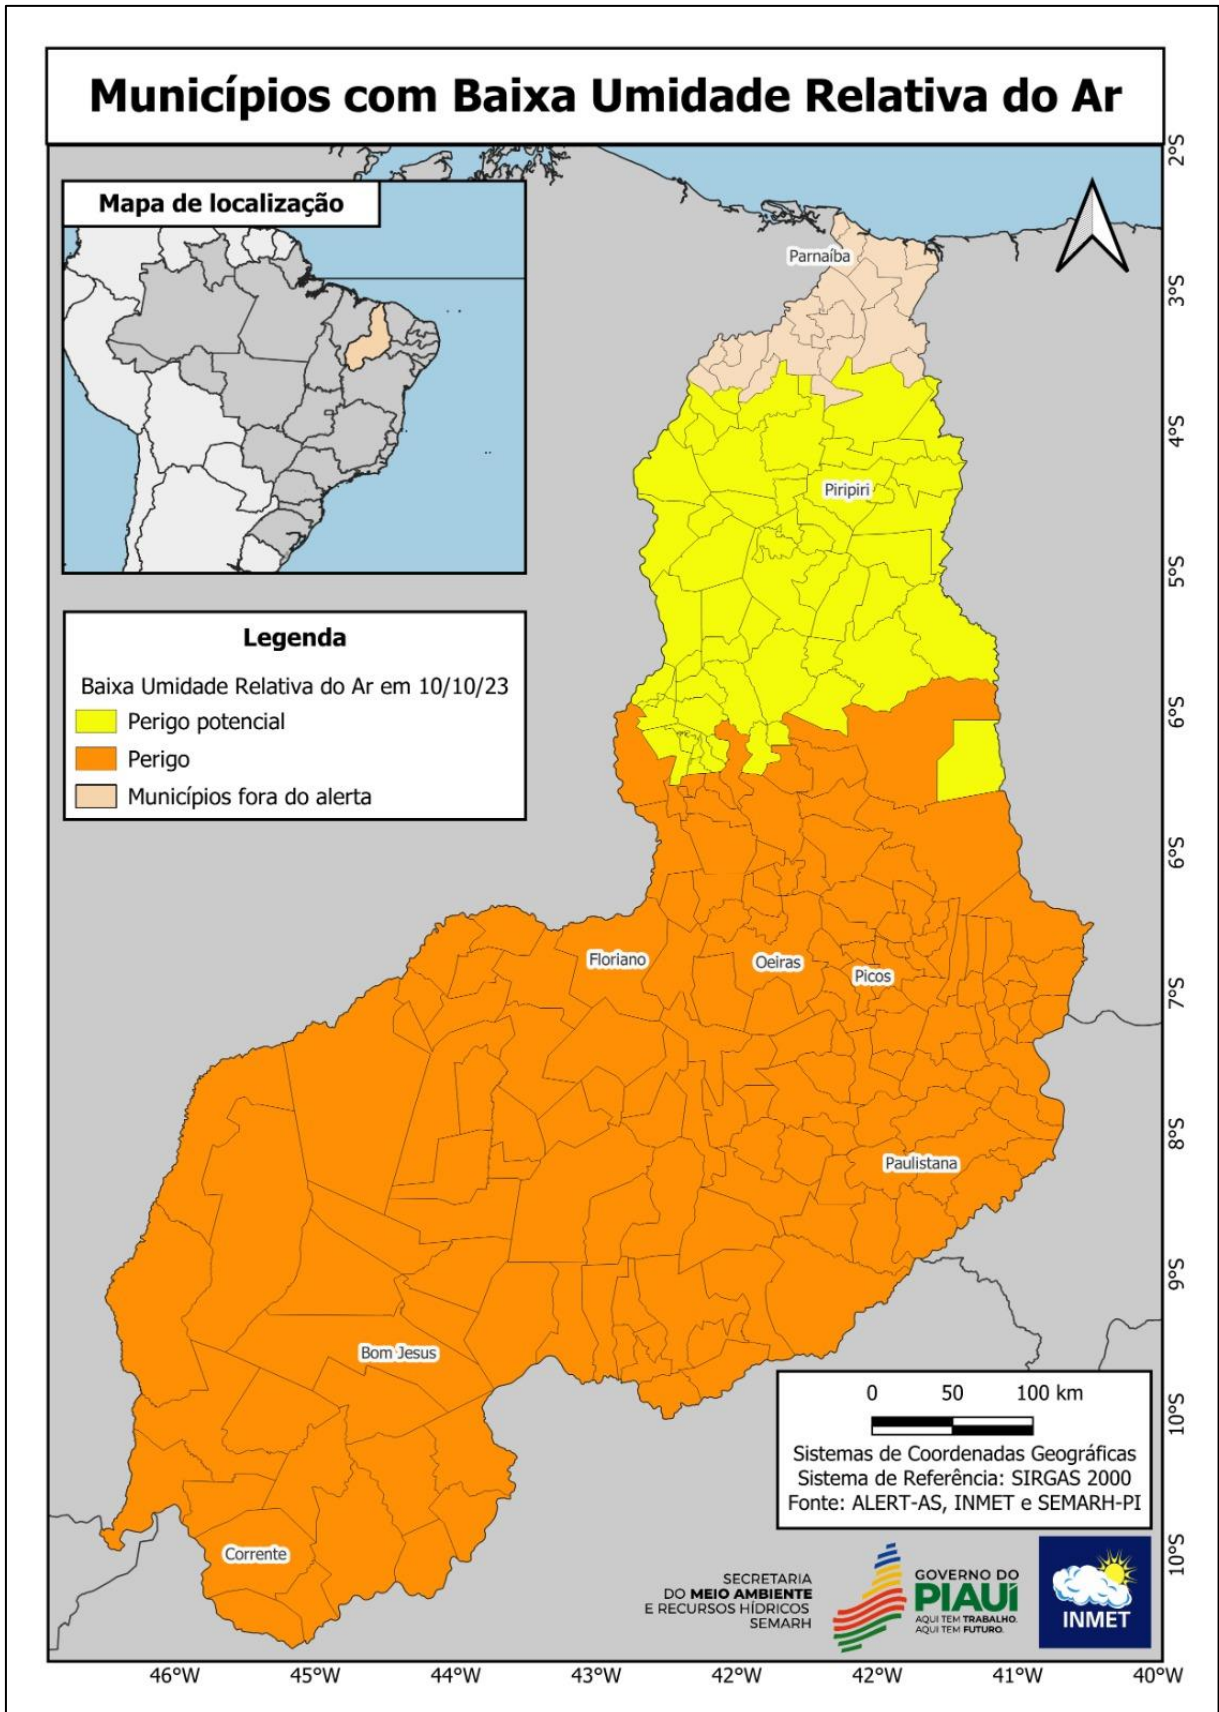 Municípios com Baixa Umidade Relativa do Ar
Mapa de localização
Legenda
Baixa Umidade Relativa do Ar em 10/10/23
Perigo potencial
Perigo
Municípios fora do alerta
Parnaíba
Piripiri
Floriano
Oeiras
Picos
Paulistana
Bom Jesus
Corrente
2°S
3°S
4°S
5°S
6°S
6°S
7°S
8°S
9°S
10°S
10°S
0 50 100 km
Sistemas de Coordenadas Geográficas
Sistema de Referência: SIRGAS 2000
Fonte: ALERT-AS, INMET e SEMARH-PI
SECRETARIA
DO MEIO AMBIENTE
E RECURSOS HÍDRICOS
SEMARH
GOVERNO DO
PIAUÍ
AQUI TEM TRABALHO.
AQUI TEM FUTURO.
INMET
46°W 45°W 44°W 43°W 42°W 42°W 41°W 40°W